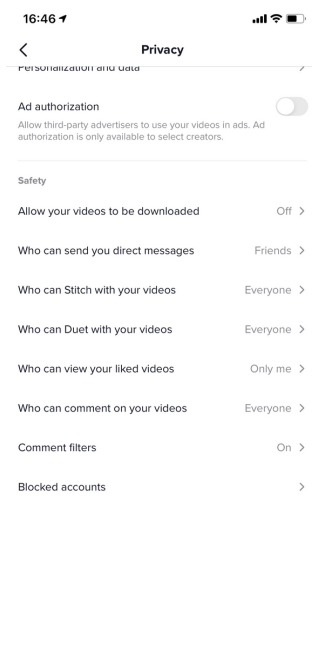 16:46
Privacy
Personalization and data
Ad authorization
Allow third-party advertisers to use your videos in ads. Ad
authorization is only available to select creators.
Safety
Allow your videos to be downloaded Off
Who can send you direct messages Friends
Who can Stitch with your videos Everyone
Who can Duet with your videos Everyone
Who can view your liked videos Only me
Who can comment on your videos Everyone
Comment filters On
Blocked accounts